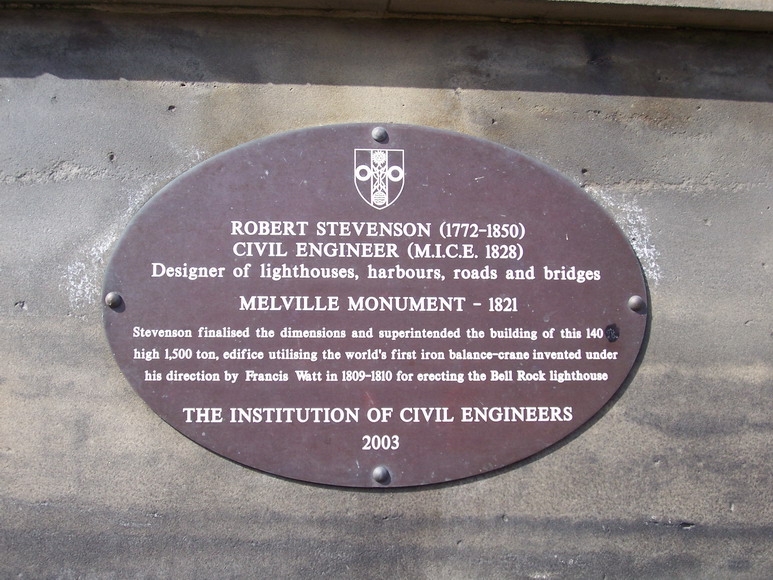 ROBERT STEVENSON (1772-1850)
CIVIL ENGINEER (M.I.C.E. 1828)
Designer of lighthouses, harbours, roads and bridges
MELVILLE MONUMENT - 1821
Stevenson finalised the dimensions and superintended the building of this 140
high 1,500 ton, edifice utilising the world's first iron balance-crane invented under
his direction by Francis Watt in 1809-1810 for erecting the Bell Rock lighthouse
THE INSTITUTION OF CIVIL ENGINEERS
2003